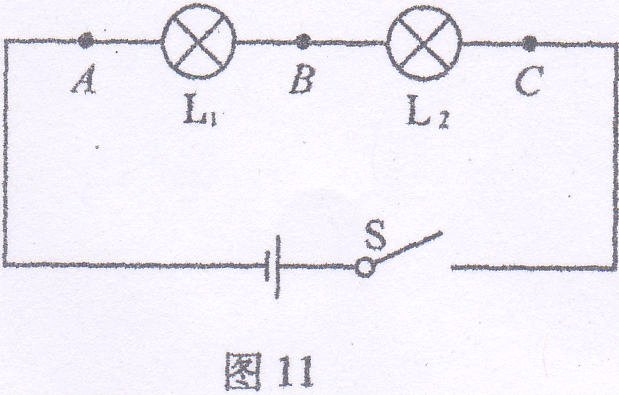 A B C
L₁ L₂
S
图 11